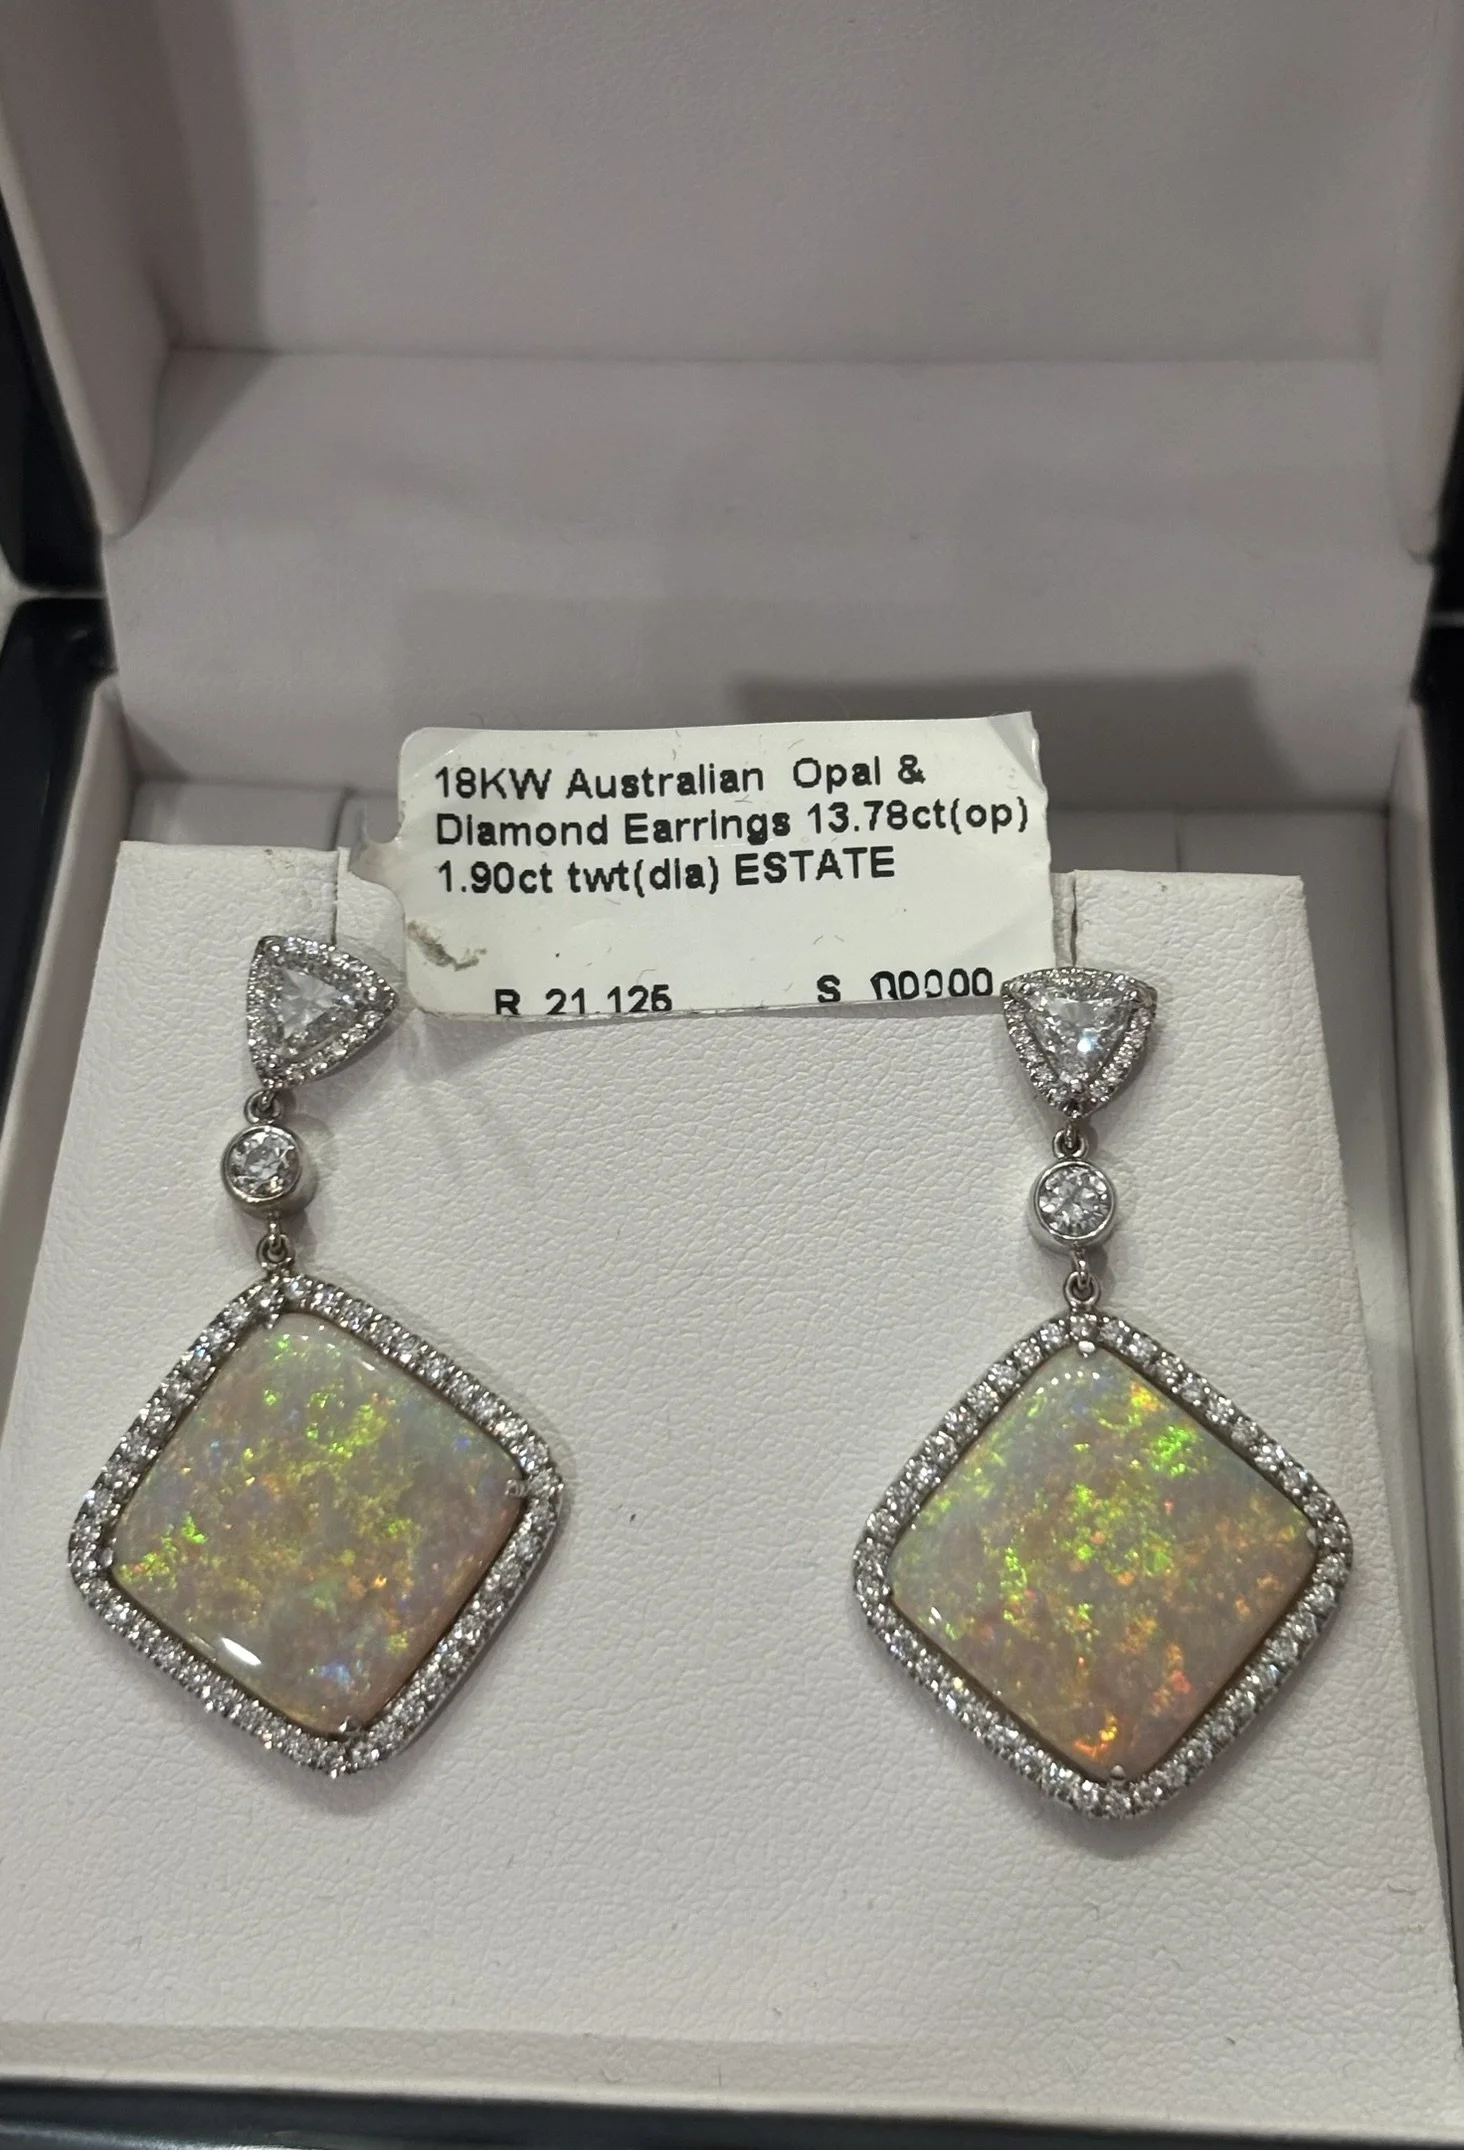 18KW Australian Opal &
Diamond Earrings 13.78ct(op)
1.90ct twt(dia) ESTATE
R 21,125 S 00000